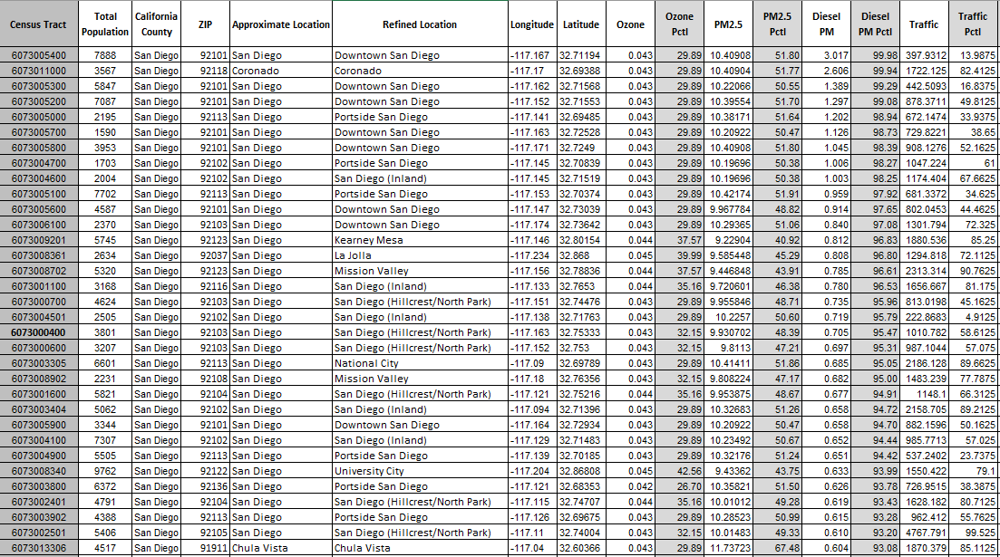 Census Tract Total Population California County ZIP Approximate Location Refined Location Longitude Latitude Ozone Ozone Pctl PM2.5 PM2.5 Pctl Diesel PM Diesel PM Pctl Traffic Traffic Pctl
6073005400 7888 San Diego 92101 San Diego Downtown San Diego -117.167 32.71194 0.043 29.89 10.40908 51.80 3.017 99.98 397.9312 13.9875
6073011000 3567 San Diego 92118 Coronado Coronado -117.17 32.69388 0.043 29.89 10.40904 51.77 2.606 99.94 1722.125 82.4125
6073005300 5847 San Diego 92101 San Diego Downtown San Diego -117.162 32.71568 0.043 29.89 10.22066 50.55 1.389 99.29 442.5093 16.8375
6073005200 7087 San Diego 92101 San Diego Downtown San Diego -117.152 32.71553 0.043 29.89 10.39554 51.70 1.297 99.08 878.3711 49.8125
6073005000 2195 San Diego 92113 San Diego Portside San Diego -117.141 32.69485 0.043 29.89 10.38171 51.64 1.202 98.94 672.1474 33.9375
6073005700 1590 San Diego 92101 San Diego Downtown San Diego -117.163 32.72528 0.043 29.89 10.20922 50.47 1.126 98.73 729.8221 38.65
6073005800 3953 San Diego 92101 San Diego Downtown San Diego -117.171 32.7249 0.043 29.89 10.40908 51.80 1.045 98.39 908.1276 52.1625
6073004700 1703 San Diego 92102 San Diego Portside San Diego -117.145 32.70839 0.043 29.89 10.19696 50.38 1.006 98.27 1047.224 61
6073004600 2004 San Diego 92102 San Diego San Diego (Inland) -117.145 32.71519 0.043 29.89 10.19696 50.38 1.003 98.25 1174.404 67.6625
6073005100 7702 San Diego 92113 San Diego Portside San Diego -117.153 32.70374 0.043 29.89 10.42174 51.91 0.959 97.92 681.3372 34.625
6073005600 4587 San Diego 92101 San Diego Downtown San Diego -117.147 32.73039 0.043 29.89 9.967784 48.82 0.914 97.65 802.0453 44.4625
6073006100 2370 San Diego 92103 San Diego Downtown San Diego -117.174 32.73642 0.043 29.89 10.29365 51.06 0.840 97.08 1301.794 72.325
6073009201 5745 San Diego 92123 San Diego Kearney Mesa -117.146 32.80154 0.044 37.57 9.22904 40.92 0.812 96.83 1880.536 85.25
6073008361 2634 San Diego 92037 San Diego La Jolla -117.234 32.868 0.045 39.99 9.585448 45.29 0.808 96.80 1294.818 72.1125
6073008702 5320 San Diego 92123 San Diego Mission Valley -117.156 32.78836 0.044 37.57 9.446848 43.91 0.785 96.61 2313.314 90.7625
6073001100 3168 San Diego 92116 San Diego San Diego (Inland) -117.133 32.7653 0.044 35.16 9.720601 46.38 0.780 96.53 1656.667 81.175
6073000700 4624 San Diego 92103 San Diego San Diego (Hillcrest/North Park) -117.151 32.74476 0.043 29.89 9.955846 48.71 0.735 95.96 813.0198 45.1625
6073004501 2505 San Diego 92102 San Diego San Diego (Inland) -117.138 32.71763 0.043 29.89 10.2257 50.60 0.719 95.79 222.8683 4.9125
6073000400 3801 San Diego 92103 San Diego San Diego (Hillcrest/North Park) -117.163 32.75333 0.043 32.15 9.930702 48.39 0.705 95.47 1010.782 58.6125
6073000600 3207 San Diego 92103 San Diego San Diego (Hillcrest/North Park) -117.152 32.753 0.043 32.15 9.8113 47.21 0.697 95.31 987.1044 57.075
6073003305 6601 San Diego 92113 San Diego National City -117.09 32.69789 0.043 29.89 10.41411 51.86 0.685 95.05 2186.128 89.6625
6073008902 2231 San Diego 92108 San Diego Mission Valley -117.18 32.76356 0.043 32.15 9.808224 47.17 0.682 95.00 1483.239 77.7875
6073001600 5821 San Diego 92104 San Diego San Diego (Hillcrest/North Park) -117.121 32.75216 0.044 35.16 9.953875 48.67 0.677 94.91 1148.1 66.3125
6073003404 5062 San Diego 92102 San Diego San Diego (Inland) -117.094 32.71396 0.043 29.89 10.32683 51.26 0.658 94.72 2158.705 89.2125
6073005900 3344 San Diego 92101 San Diego Downtown San Diego -117.164 32.72934 0.043 29.89 10.20922 50.47 0.658 94.70 882.1596 50.1625
6073004100 7307 San Diego 92102 San Diego San Diego (Inland) -117.129 32.71483 0.043 29.89 10.23492 50.67 0.652 94.44 985.7713 57.025
6073004900 5505 San Diego 92113 San Diego Portside San Diego -117.139 32.70185 0.043 29.89 10.32176 51.24 0.651 94.42 537.2402 23.7375
6073008340 9762 San Diego 92122 San Diego University City -117.204 32.86808 0.045 42.56 9.43362 43.75 0.633 93.99 1550.422 79.1
6073003800 6372 San Diego 92136 San Diego Portside San Diego -117.121 32.68353 0.042 26.70 10.35821 51.50 0.626 93.78 726.9515 38.3875
6073002401 4791 San Diego 92104 San Diego San Diego (Hillcrest/North Park) -117.115 32.74707 0.044 35.16 10.01012 49.28 0.619 93.43 1628.182 80.7125
6073003902 4388 San Diego 92113 San Diego Portside San Diego -117.126 32.69675 0.043 29.89 10.28523 50.99 0.615 93.28 962.412 55.7625
6073002501 5406 San Diego 92105 San Diego San Diego (Hillcrest/North Park) -117.11 32.74004 0.043 32.15 10.01483 49.33 0.610 93.20 4767.791 99.525
6073013306 4517 San Diego 91911 Chula Vista Chula Vista -117.04 32.60366 0.043 29.89 11.73723 67.48 0.604 93.08 1870.379 85.1125